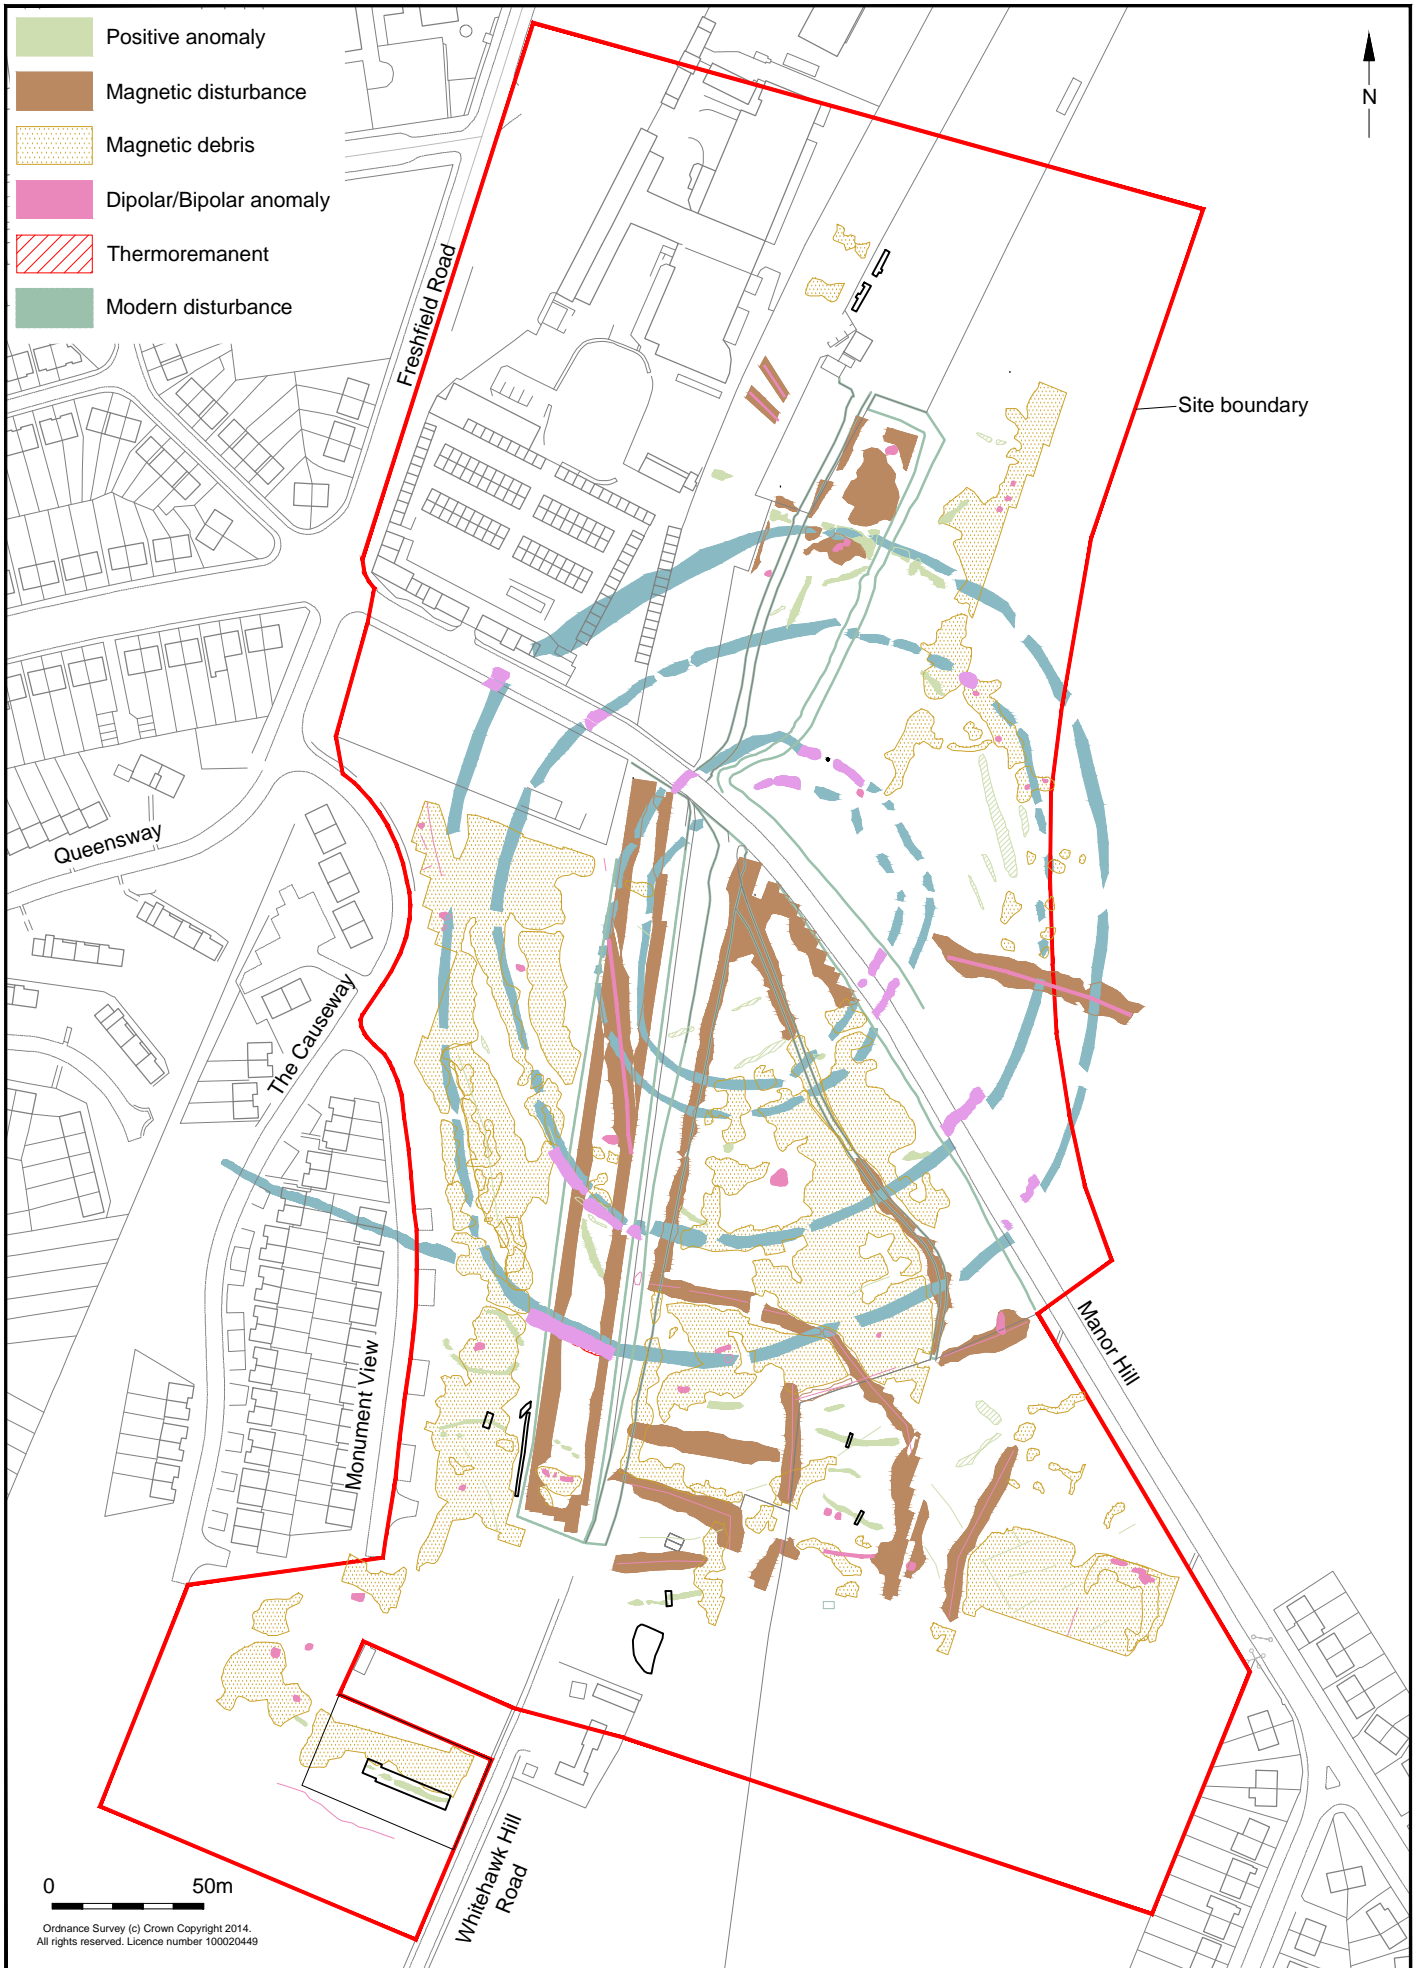 Positive anomaly
Magnetic disturbance
Magnetic debris
Dipolar/Bipolar anomaly
Thermoremanent
Modern disturbance
N
Freshfield Road
Site boundary
Queensway
The Causeway
Monument View
Manor Hill
Whitehawk Hill
Road
0 50m
Ordnance Survey (c) Crown Copyright 2014.
All rights reserved. Licence number 100020449